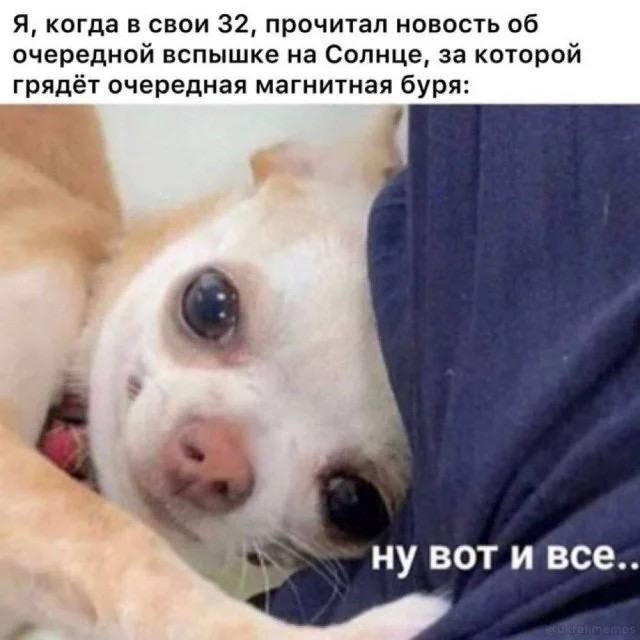 Я, когда в свои 32, прочитал новость об
очередной вспышке на Солнце, за которой
грядёт очередная магнитная буря:
ну вот и все..